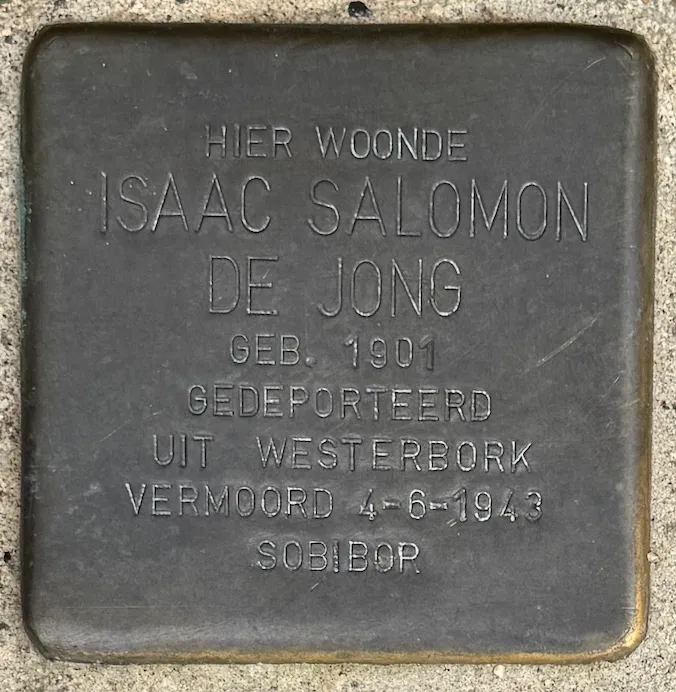 HIER WOONDE
ISAAC SALOMON
DE JONG
GEB. 1901
GEDEPORTEERD
UIT WESTERBORK
VERMOORD 4-6-1943
SOBIBOR